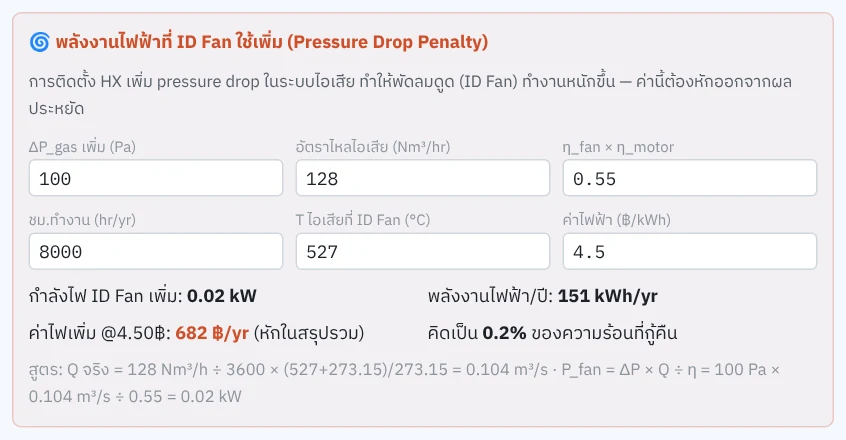 🌀 พลังงานไฟฟ้าที่ ID Fan ใช้เพิ่ม (Pressure Drop Penalty)
การติดตั้ง HX เพิ่ม pressure drop ในระบบไอเสีย ทำให้พัดลมดูด (ID Fan) ทำงานหนักขึ้น — ค่านี้ต้องหักออกจากผล
ประหยัด
ΔP_gas เพิ่ม (Pa) อัตราไหลไอเสีย (Nm³/hr) η_fan × η_motor
100 128 0.55
ชม.ทำงาน (hr/yr) T ไอเสียที่ ID Fan (°C) ค่าไฟฟ้า (฿/kWh)
8000 527 4.5
กำลังไฟ ID Fan เพิ่ม: 0.02 kW พลังงานไฟฟ้า/ปี: 151 kWh/yr
ค่าไฟเพิ่ม @4.50฿: 682 ฿/yr (หักในสรุปรวม) คิดเป็น 0.2% ของความร้อนที่กู้คืน
สูตร: Q จริง = 128 Nm³/h ÷ 3600 × (527+273.15)/273.15 = 0.104 m³/s · P_fan = ΔP × Q ÷ η = 100 Pa ×
0.104 m³/s ÷ 0.55 = 0.02 kW